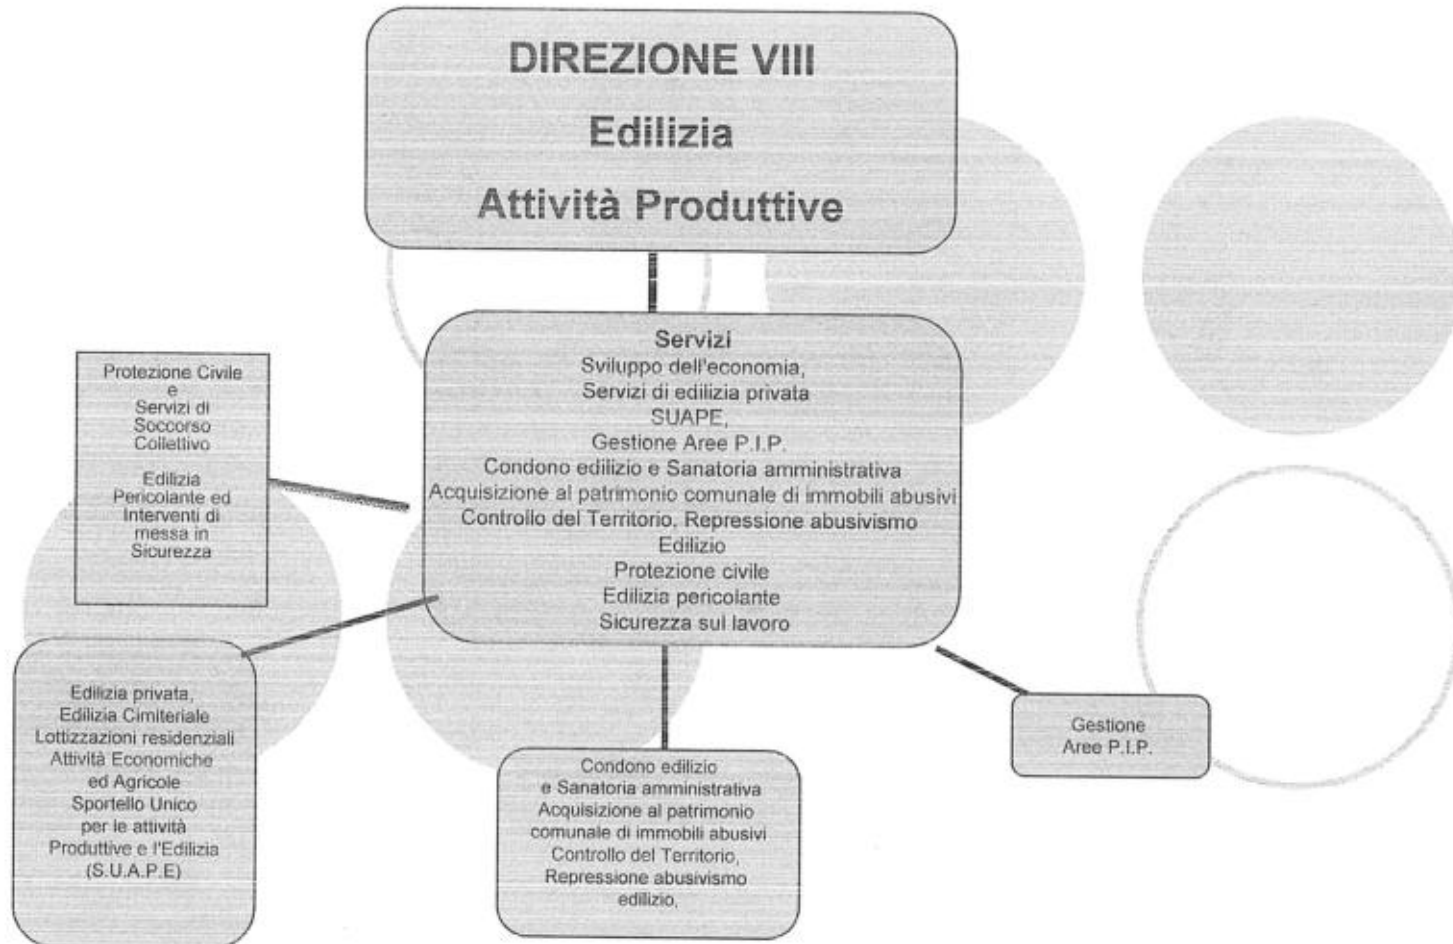 DIREZIONE VIII
Edilizia
Attività Produttive
Servizi
Sviluppo dell'economia,
Servizi di edilizia privata
SUAPE,
Gestione Aree P.I.P.
Condono edilizio e Sanatoria amministrativa
Acquisizione al patrimonio comunale di immobili abusivi
Controllo del Territorio, Repressione abusivismo
Edilizio
Protezione civile
Edilizia pericolante
Sicurezza sul lavoro
Protezione Civile
e
Servizi di
Soccorso
Collettivo
Edilizia
Pericolante ed
Interventi di
messa in
Sicurezza
Edilizia privata,
Edilizia Cimiteriale
Lottizzazioni residenziali
Attività Economiche
ed Agricole
Sportello Unico
per le attività
Produttive e l'Edilizia
(S.U.A.P.E)
Condono edilizio
e Sanatoria amministrativa
Acquisizione al patrimonio
comunale di immobili abusivi
Controllo del Territorio,
Repressione abusivismo
edilizio,
Gestione
Aree P.I.P.